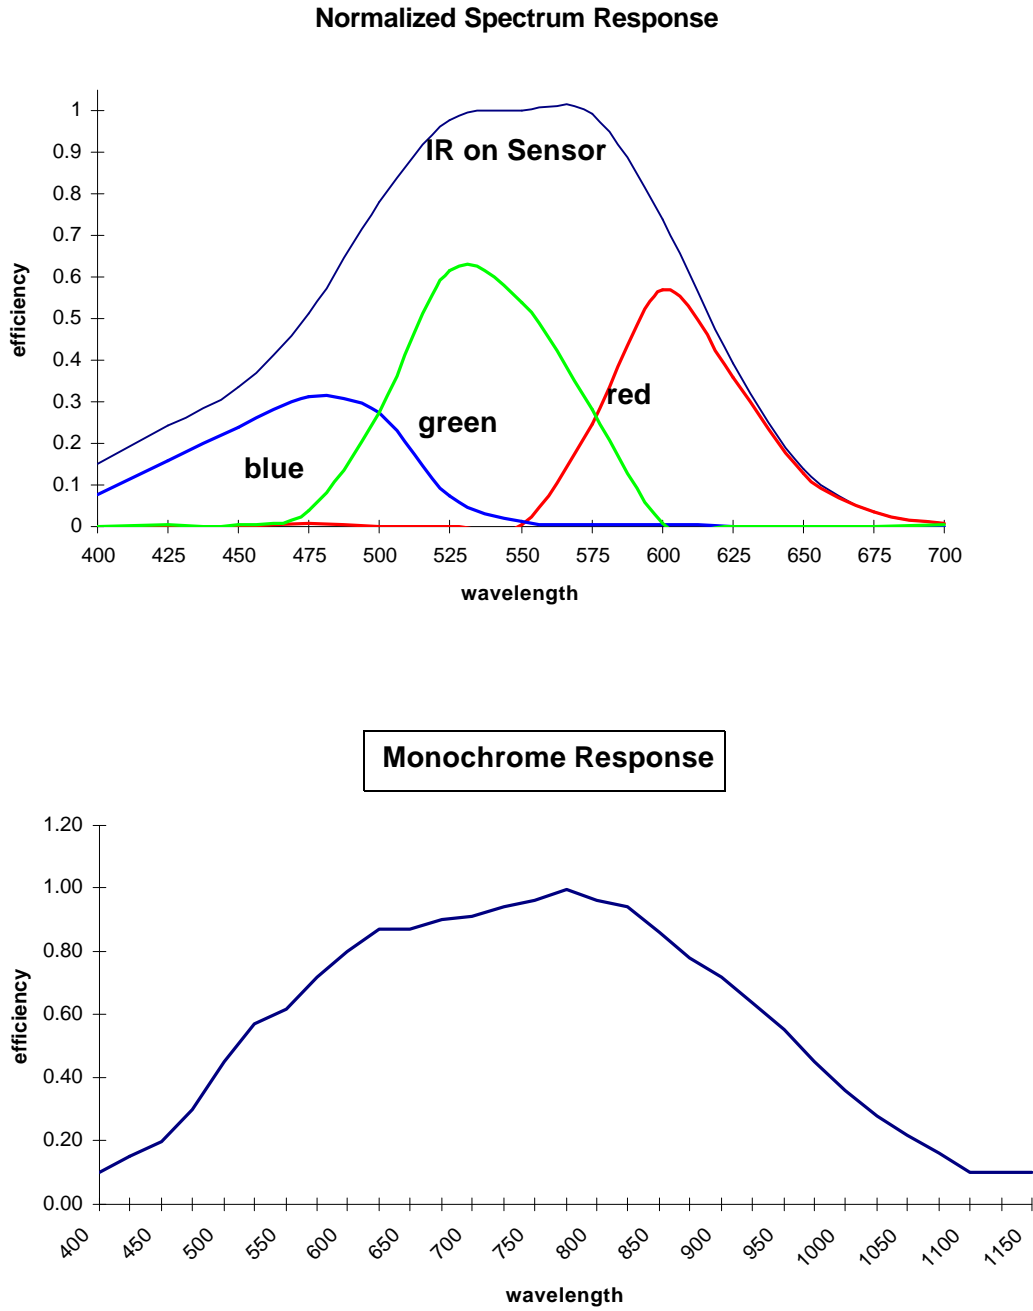 Normalized Spectrum Response
1
0.9
0.8
0.7
0.6
0.5
0.4
0.3
0.2
0.1
0
efficiency
IR on Sensor
red
green
blue
400 425 450 475 500 525 550 575 600 625 650 675 700
wavelength
Monochrome Response
1.20
1.00
0.80
0.60
0.40
0.20
0.00
efficiency
400 450 500 550 600 650 700 750 800 850 900 950 1000 1050 1100 1150
wavelength